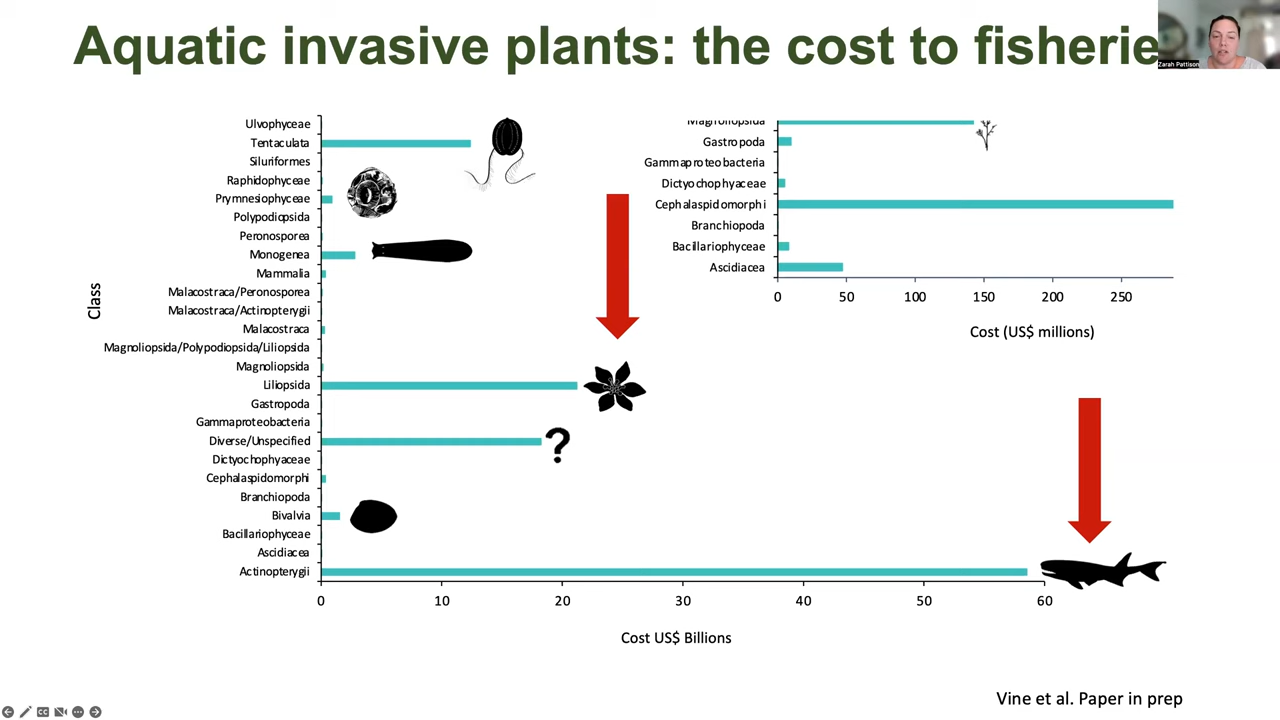 Aquatic invasive plants: the cost to fisherie
Zarah Pattison
Class
Ulvophyceae
Tentaculata
Siluriformes
Raphidophyceae
Prymnesiophyceae
Polypodiopsida
Peronosporea
Monogenea
Mammalia
Malacostraca/Peronosporea
Malacostraca/Actinopterygii
Malacostraca
Magnoliopsida/Polypodiopsida/Liliopsida
Magnoliopsida
Liliopsida
Gastropoda
Gammaproteobacteria
Diverse/Unspecified
Dictyochophyceae
Cephalaspidomorphi
Branchiopoda
Bivalvia
Bacillariophyceae
Ascidiacea
Actinopterygii
?
0 10 20 30 40 50 60
Cost US$ Billions
Magnoliopsida
Gastropoda
Gammaproteobacteria
Dictyochophyaceae
Cephalaspidomorphi
Branchiopoda
Bacillariophyceae
Ascidiacea
0 50 100 150 200 250
Cost (US$ millions)
Vine et al. Paper in prep
CC